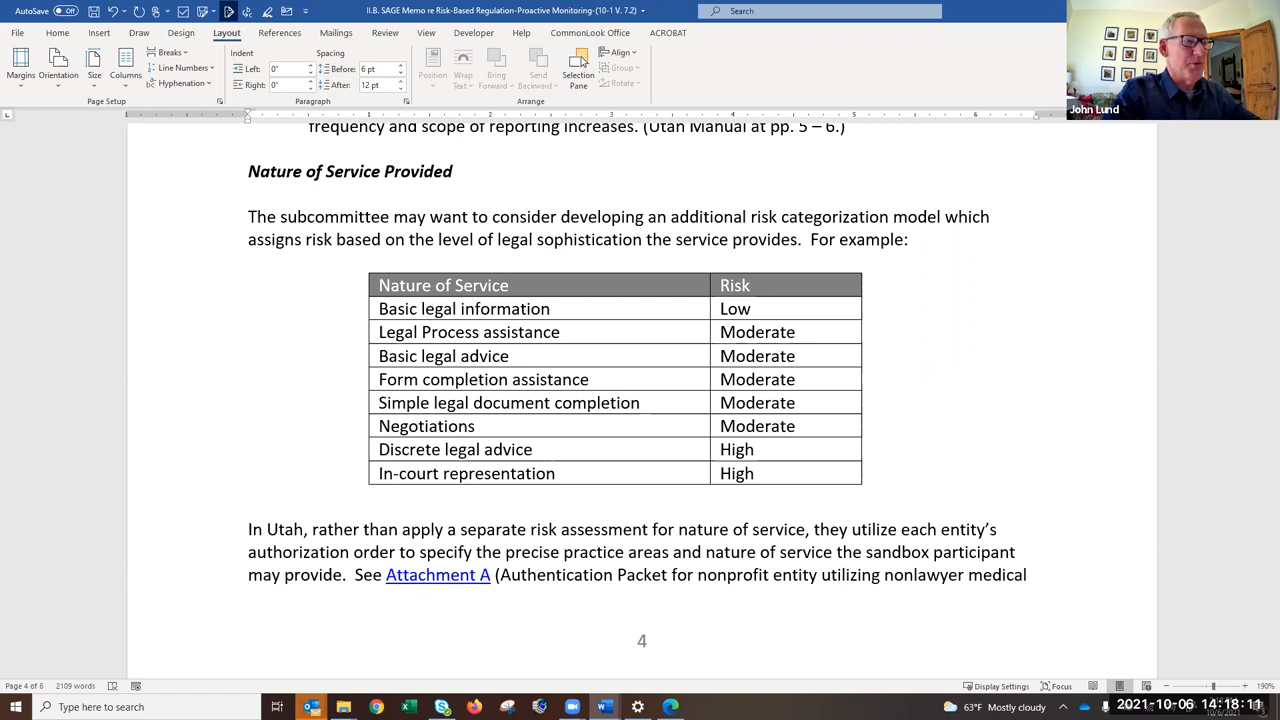 AutoSave Off II.B. SAGE Memo re Risk-Based Regulation-Proactive Monitoring-(10-1 V. 7.2) Search
File Home Insert Draw Design Layout References Mailings Review View Developer Help CommonLook Office ACROBAT
Margins Orientation Size Columns Breaks Line Numbers Hyphenation
Page Setup
Indent Spacing
Left: 0" Before: 6 pt
Right: 0" After: 12 pt
Paragraph
Position Wrap Text Bring Forward Send Backward Selection Pane Align Group Rotate
Arrange
John Lund
frequency and scope of reporting increases. (Utah Manual at pp. 5 – 6.)
Nature of Service Provided
The subcommittee may want to consider developing an additional risk categorization model which
assigns risk based on the level of legal sophistication the service provides. For example:
Nature of Service Risk
Basic legal information Low
Legal Process assistance Moderate
Basic legal advice Moderate
Form completion assistance Moderate
Simple legal document completion Moderate
Negotiations Moderate
Discrete legal advice High
In-court representation High
In Utah, rather than apply a separate risk assessment for nature of service, they utilize each entity's
authorization order to specify the precise practice areas and nature of service the sandbox participant
may provide. See Attachment A (Authentication Packet for nonprofit entity utilizing nonlawyer medical
4
Page 4 of 6 2109 words Display Settings Focus 190%
Type here to search 63°F Mostly cloudy 2021-10-06 14:18:11